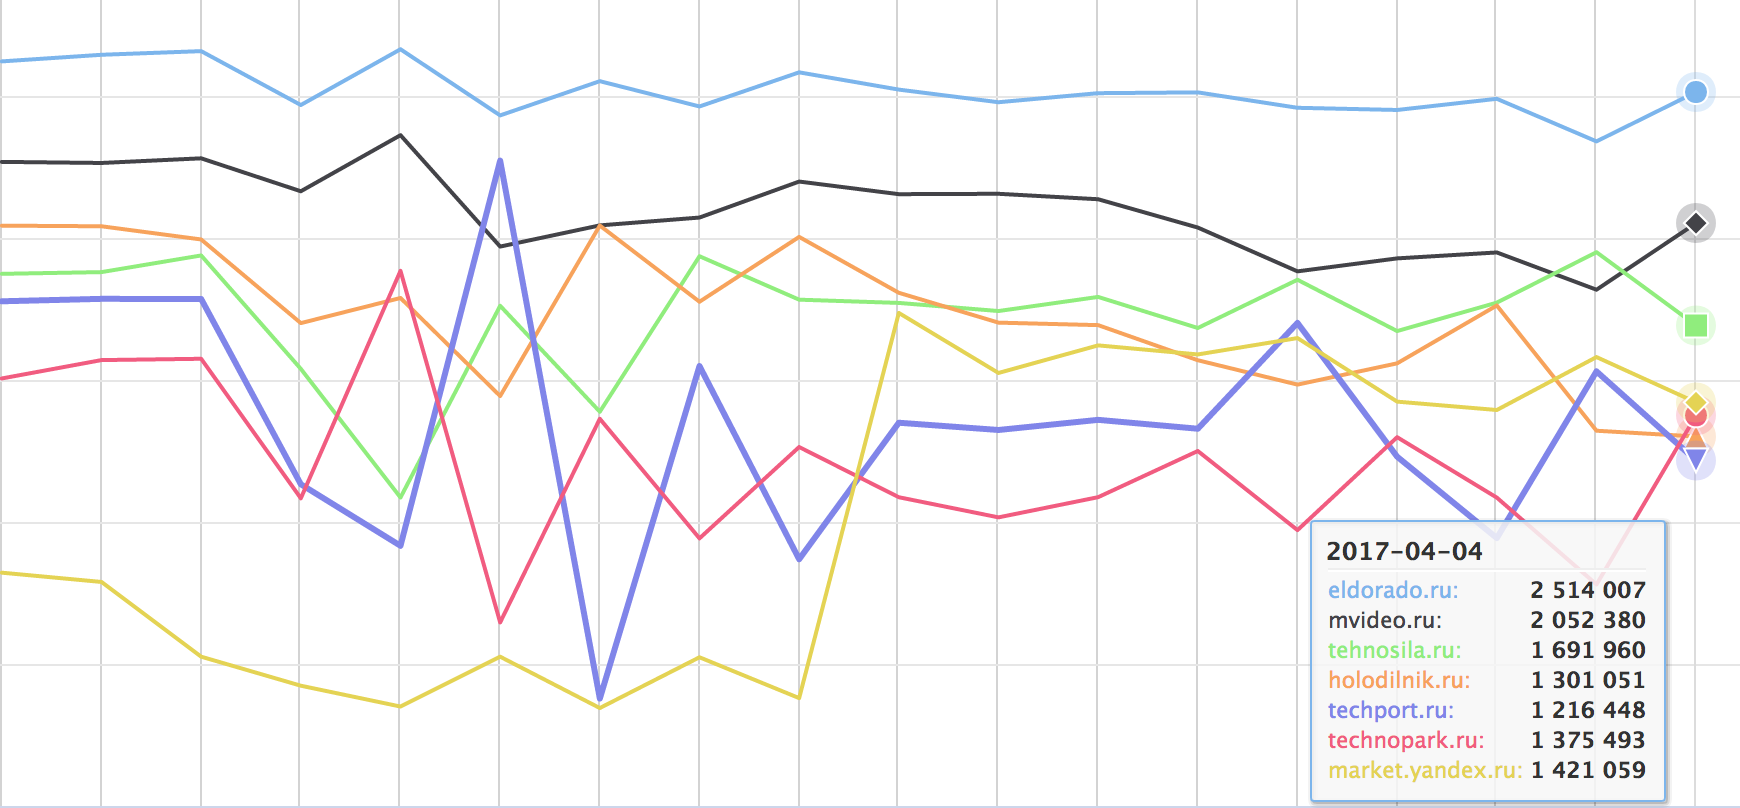 2017-04-04
eldorado.ru: 2 514 007
mvideo.ru: 2 052 380
tehnosila.ru: 1 691 960
holodilnik.ru: 1 301 051
techport.ru: 1 216 448
technopark.ru: 1 375 493
market.yandex.ru: 1 421 059